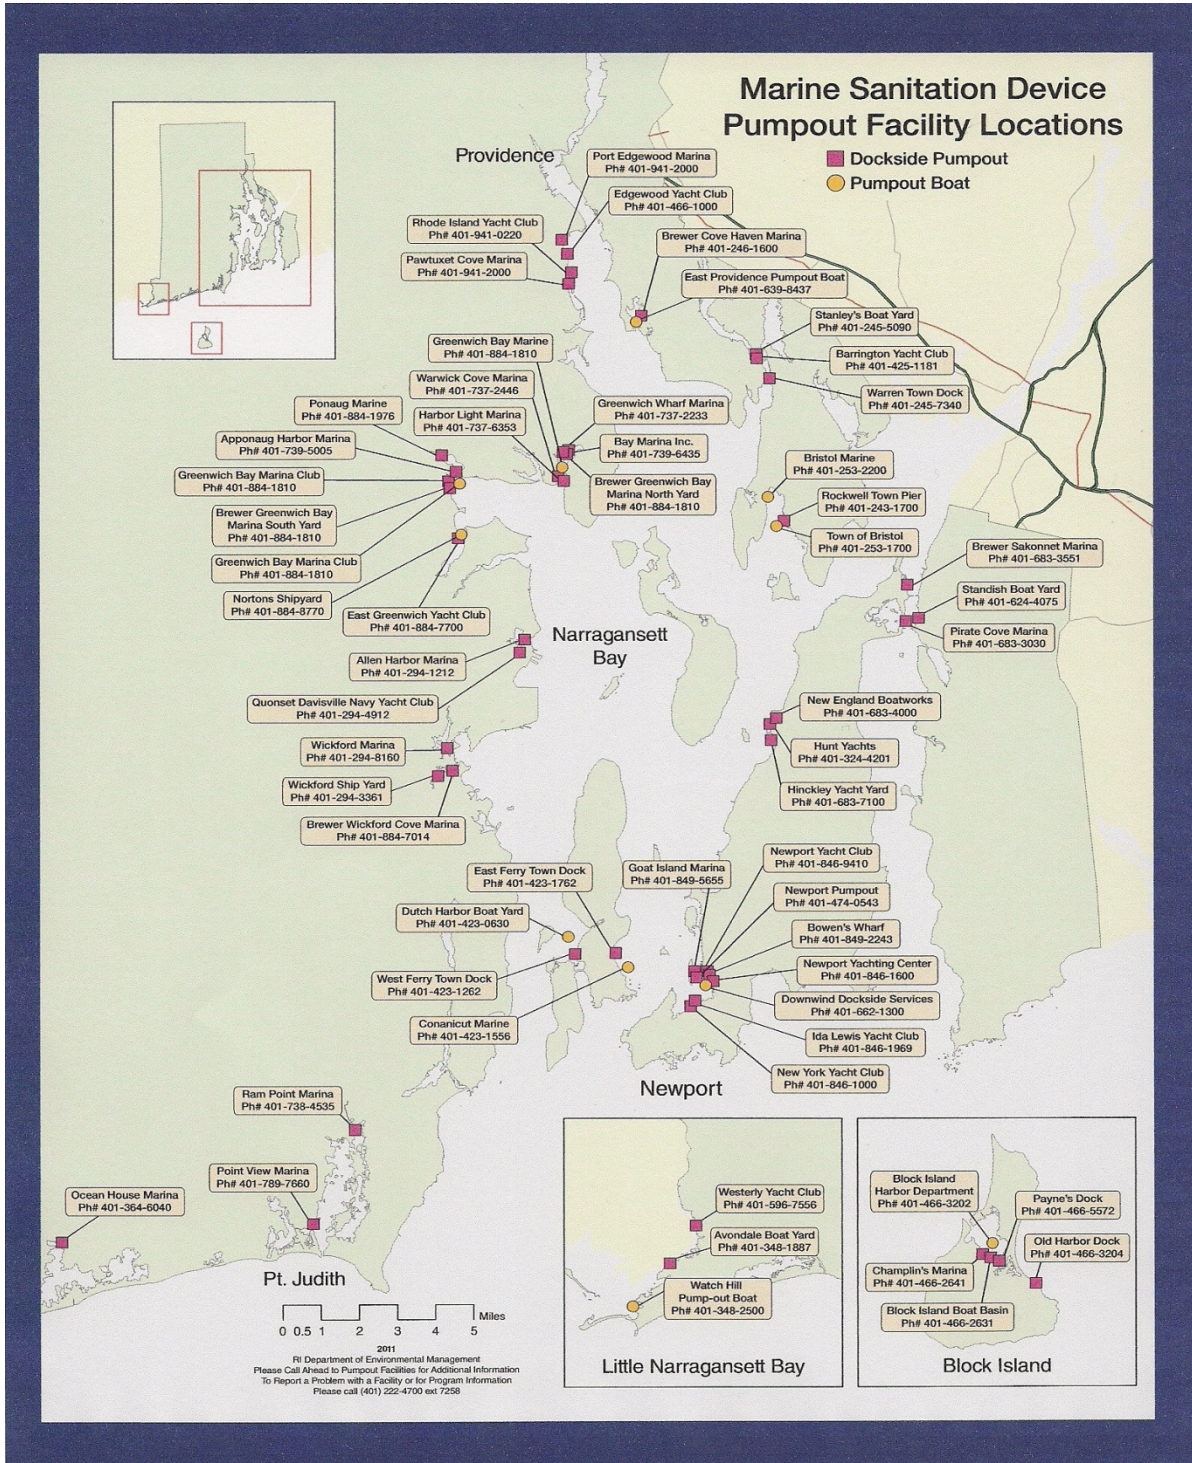 Marine Sanitation Device
Pumpout Facility Locations
Dockside Pumpout
Pumpout Boat
Providence
Port Edgewood Marina
Ph# 401-941-2000
Edgewood Yacht Club
Ph# 401-466-1000
Rhode Island Yacht Club
Ph# 401-941-0220
Pawtuxet Cove Marina
Ph# 401-941-2000
Brewer Cove Haven Marina
Ph# 401-246-1600
East Providence Pumpout Boat
Ph# 401-639-8437
Stanley's Boat Yard
Ph# 401-245-5090
Barrington Yacht Club
Ph# 401-425-1181
Warren Town Dock
Ph# 401-245-7340
Greenwich Bay Marine
Ph# 401-884-1810
Warwick Cove Marina
Ph# 401-737-2446
Harbor Light Marina
Ph# 401-737-6353
Greenwich Wharf Marina
Ph# 401-737-2233
Bay Marina Inc.
Ph# 401-739-6435
Brewer Greenwich Bay
Marina North Yard
Ph# 401-884-1810
Ponaug Marine
Ph# 401-884-1976
Apponaug Harbor Marina
Ph# 401-739-5005
Greenwich Bay Marina Club
Ph# 401-884-1810
Brewer Greenwich Bay
Marina South Yard
Ph# 401-884-1810
Greenwich Bay Marina Club
Ph# 401-884-1810
Nortons Shipyard
Ph# 401-884-8770
East Greenwich Yacht Club
Ph# 401-884-7700
Bristol Marine
Ph# 401-253-2200
Rockwell Town Pier
Ph# 401-243-1700
Town of Bristol
Ph# 401-253-1700
Brewer Sakonnet Marina
Ph# 401-683-3551
Standish Boat Yard
Ph# 401-624-4075
Pirate Cove Marina
Ph# 401-683-3030
Narragansett
Bay
Allen Harbor Marina
Ph# 401-294-1212
Quonset Davisville Navy Yacht Club
Ph# 401-294-4912
Wickford Marina
Ph# 401-294-8160
Wickford Ship Yard
Ph# 401-294-3361
Brewer Wickford Cove Marina
Ph# 401-884-7014
New England Boatworks
Ph# 401-683-4000
Hunt Yachts
Ph# 401-324-4201
Hinckley Yacht Yard
Ph# 401-683-7100
East Ferry Town Dock
Ph# 401-423-1762
Dutch Harbor Boat Yard
Ph# 401-423-0630
West Ferry Town Dock
Ph# 401-423-1262
Conanicut Marine
Ph# 401-423-1556
Goat Island Marina
Ph# 401-849-5655
Newport Yacht Club
Ph# 401-846-9410
Newport Pumpout
Ph# 401-474-0543
Bowen's Wharf
Ph# 401-849-2243
Newport Yachting Center
Ph# 401-846-1600
Downwind Dockside Services
Ph# 401-662-1300
Ida Lewis Yacht Club
Ph# 401-846-1969
New York Yacht Club
Ph# 401-846-1000
Newport
Ram Point Marina
Ph# 401-738-4535
Point View Marina
Ph# 401-789-7660
Ocean House Marina
Ph# 401-364-6040
Pt. Judith
Miles
0 0.5 1 2 3 4 5
2011
RI Department of Environmental Management
Please Call Ahead to Pumpout Facilities for Additional Information
To Report a Problem with a Facility or for Program Information
Please call (401) 222-4700 ext 7258
Westerly Yacht Club
Ph# 401-596-7556
Avondale Boat Yard
Ph# 401-348-1887
Watch Hill
Pump-out Boat
Ph# 401-348-2500
Little Narragansett Bay
Block Island
Harbor Department
Ph# 401-466-3202
Payne's Dock
Ph# 401-466-5572
Old Harbor Dock
Ph# 401-466-3204
Champlin's Marina
Ph# 401-466-2641
Block Island Boat Basin
Ph# 401-466-2631
Block Island